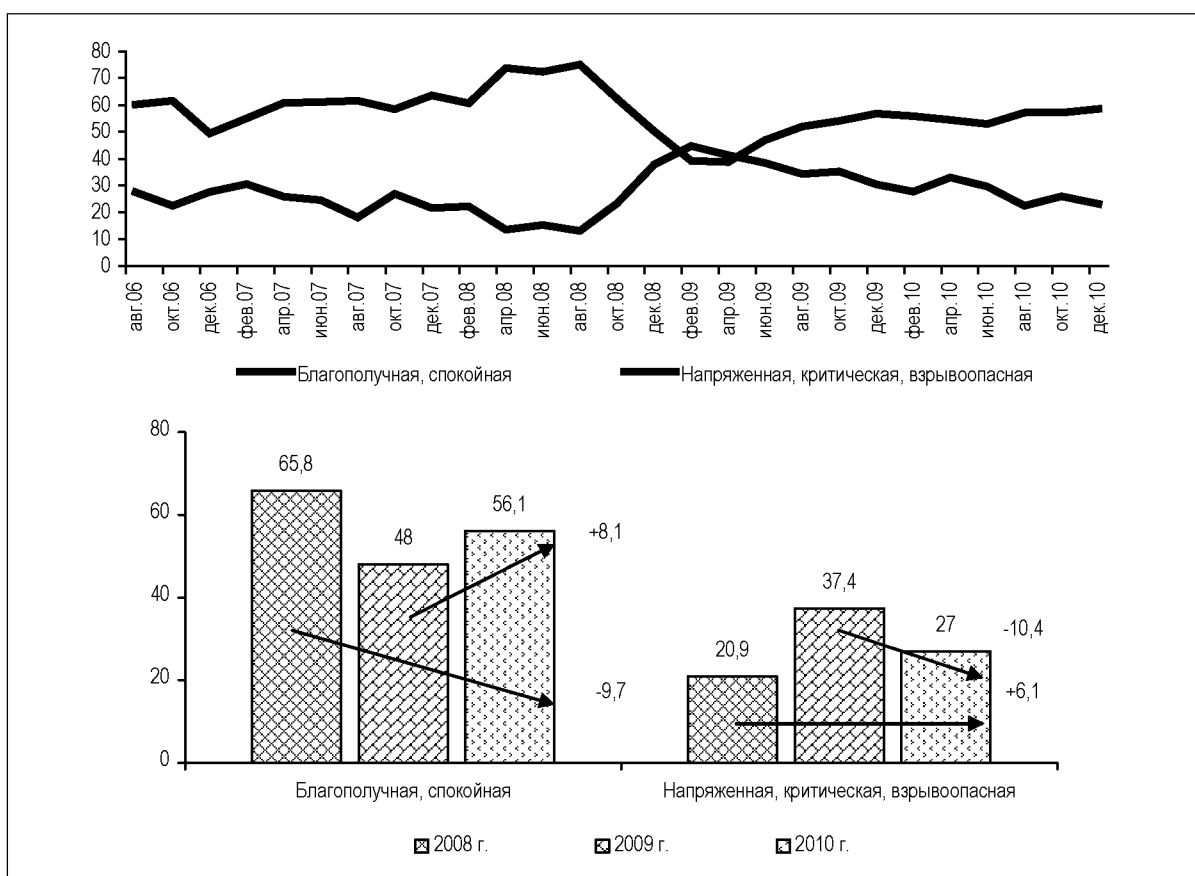 80
70
60
50
40
30
20
10
0
авг.06
окт.06
дек.06
фев.07
апр.07
июн.07
авг.07
окт.07
дек.07
фев.08
апр.08
июн.08
авг.08
окт.08
дек.08
фев.09
апр.09
июн.09
авг.09
окт.09
дек.09
фев.10
апр.10
июн.10
авг.10
окт.10
дек.10
Благополучная, спокойная
Напряженная, критическая, взрывоопасная
80
60
40
20
0
65,8
48
56,1
+8,1
-9,7
20,9
37,4
27
-10,4
+6,1
Благополучная, спокойная
Напряженная, критическая, взрывоопасная
2008 г.
2009 г.
2010 г.